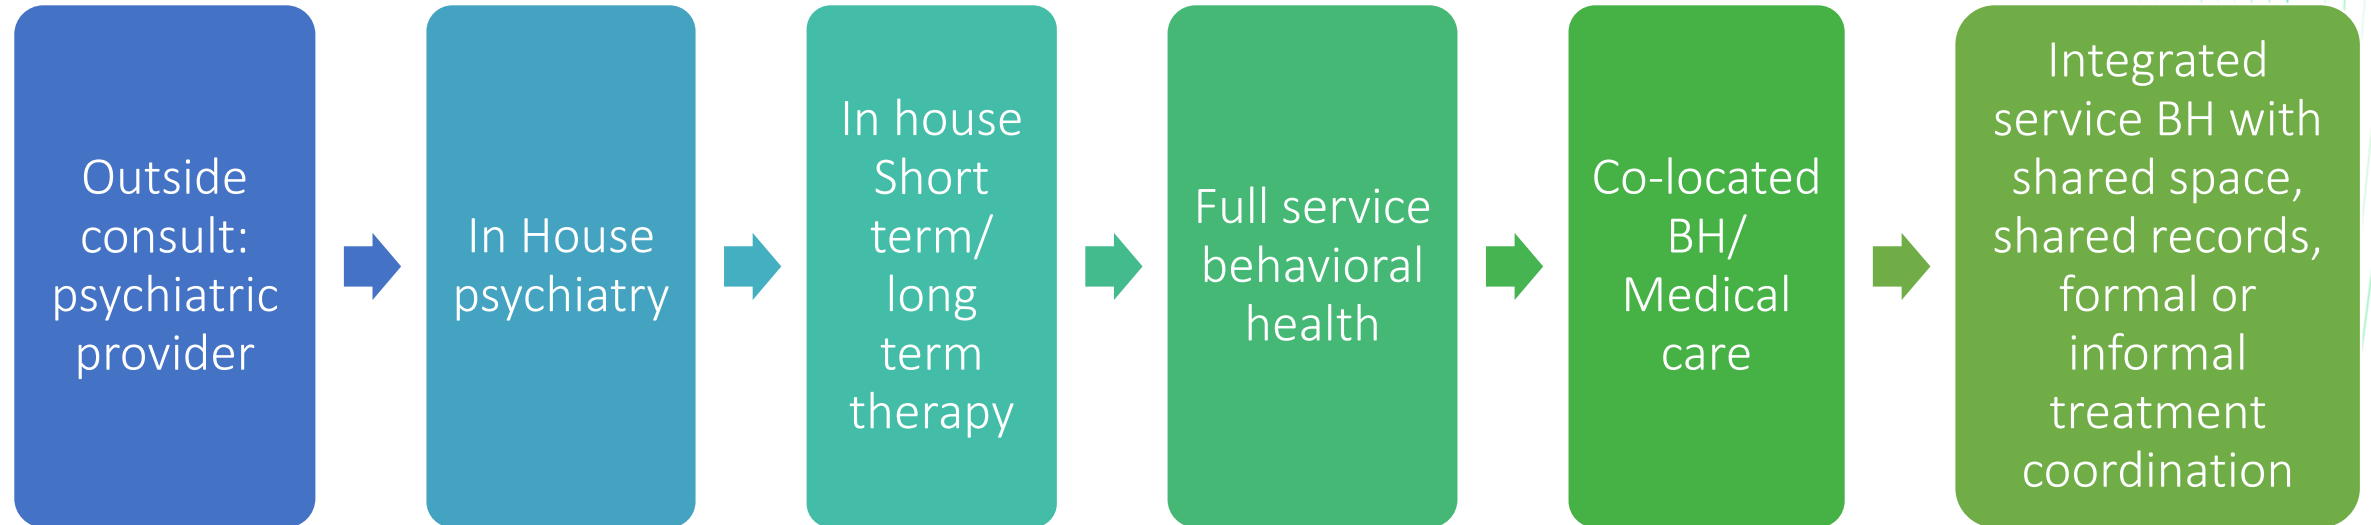 Outside
consult:
psychiatric
provider
In House
psychiatry
In house
Short
term/
long
term
therapy
Full service
behavioral
health
Co-located
BH/
Medical
care
Integrated
service BH with
shared space,
shared records,
formal or
informal
treatment
coordination